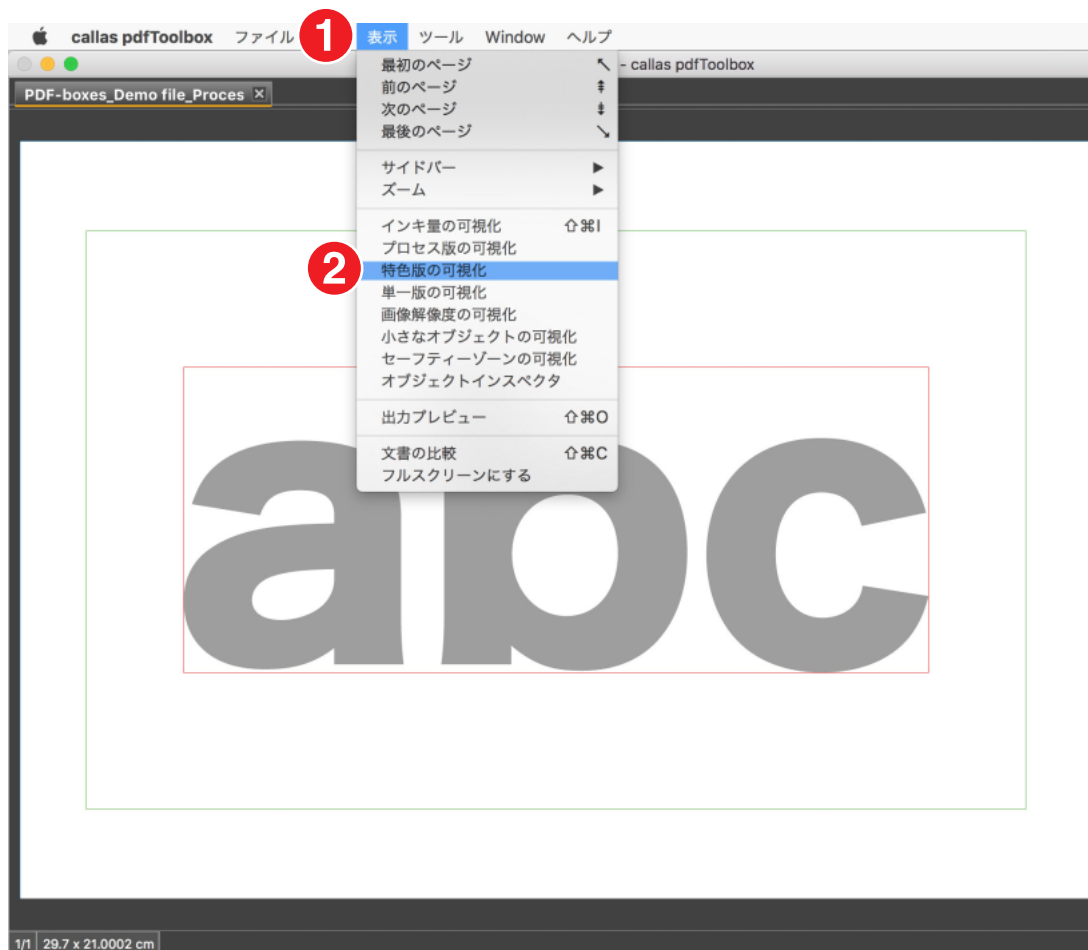 callas pdfToolbox ファイル 1 表示 ツール Window ヘルプ
- callas pdfToolbox
PDF-boxes_Demo file_Proces
最初のページ ↖
前のページ ⇞
次のページ ⇟
最後のページ ↘
サイドバー ▶
ズーム ▶
インキ量の可視化 ⇧⌘I
プロセス版の可視化
2 特色版の可視化
単一版の可視化
画像解像度の可視化
小さなオブジェクトの可視化
セーフティーゾーンの可視化
オブジェクトインスペクタ
出力プレビュー ⇧⌘O
文書の比較 ⇧⌘C
フルスクリーンにする
abc
1/1 29.7 x 21.0002 cm